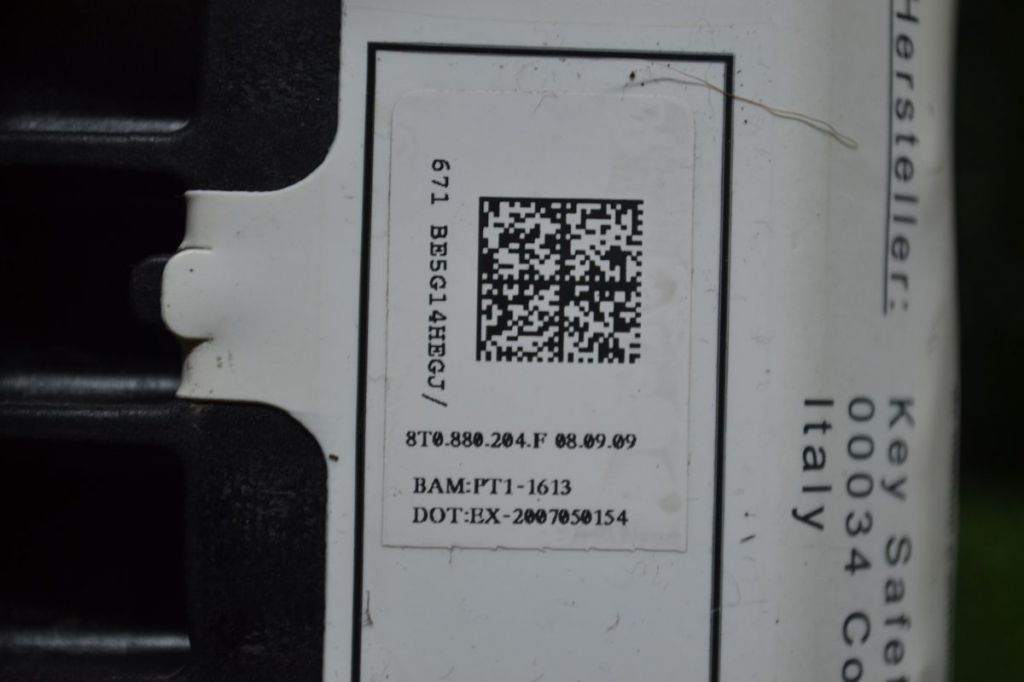 671 BE5G14HEGJ/
8T0.880.204.F 08.09.09
BAM:PT1-1613
DOT:EX-2007050154
Hersteller:
Key Safe
00034 Co
Italy